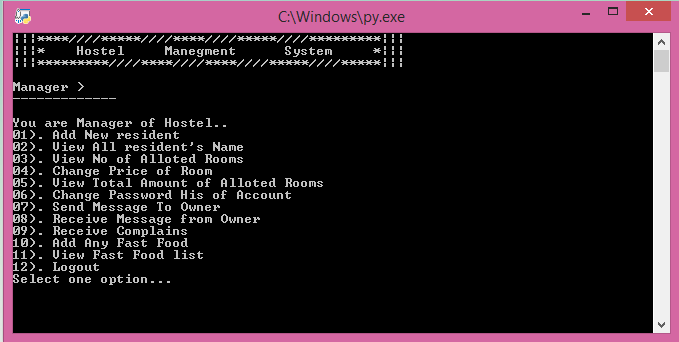 C:\Windows\py.exe
¦¦¦****/////*****/////****/////*****/////*********¦¦¦
¦¦¦* Hostel Manegment System *¦¦¦
¦¦¦*********/////****/////****/////*****/////*****¦¦¦
Manager >
-------------
You are Manager of Hostel..
01). Add New resident
02). View All resident's Name
03). View No of Alloted Rooms
04). Change Price of Room
05). View Total Amount of Alloted Rooms
06). Change Password His of Account
07). Send Message To Owner
08). Receive Message from Owner
09). Receive Complains
10). Add Any Fast Food
11). View Fast Food list
12). Logout
Select one option...